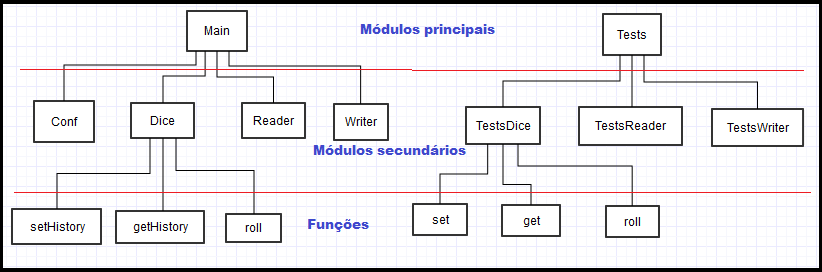 Main
Módulos principais
Tests
Conf
Dice
Reader
Writer
TestsDice
TestsReader
TestsWriter
Módulos secundários
setHistory
getHistory
roll
Funções
set
get
roll